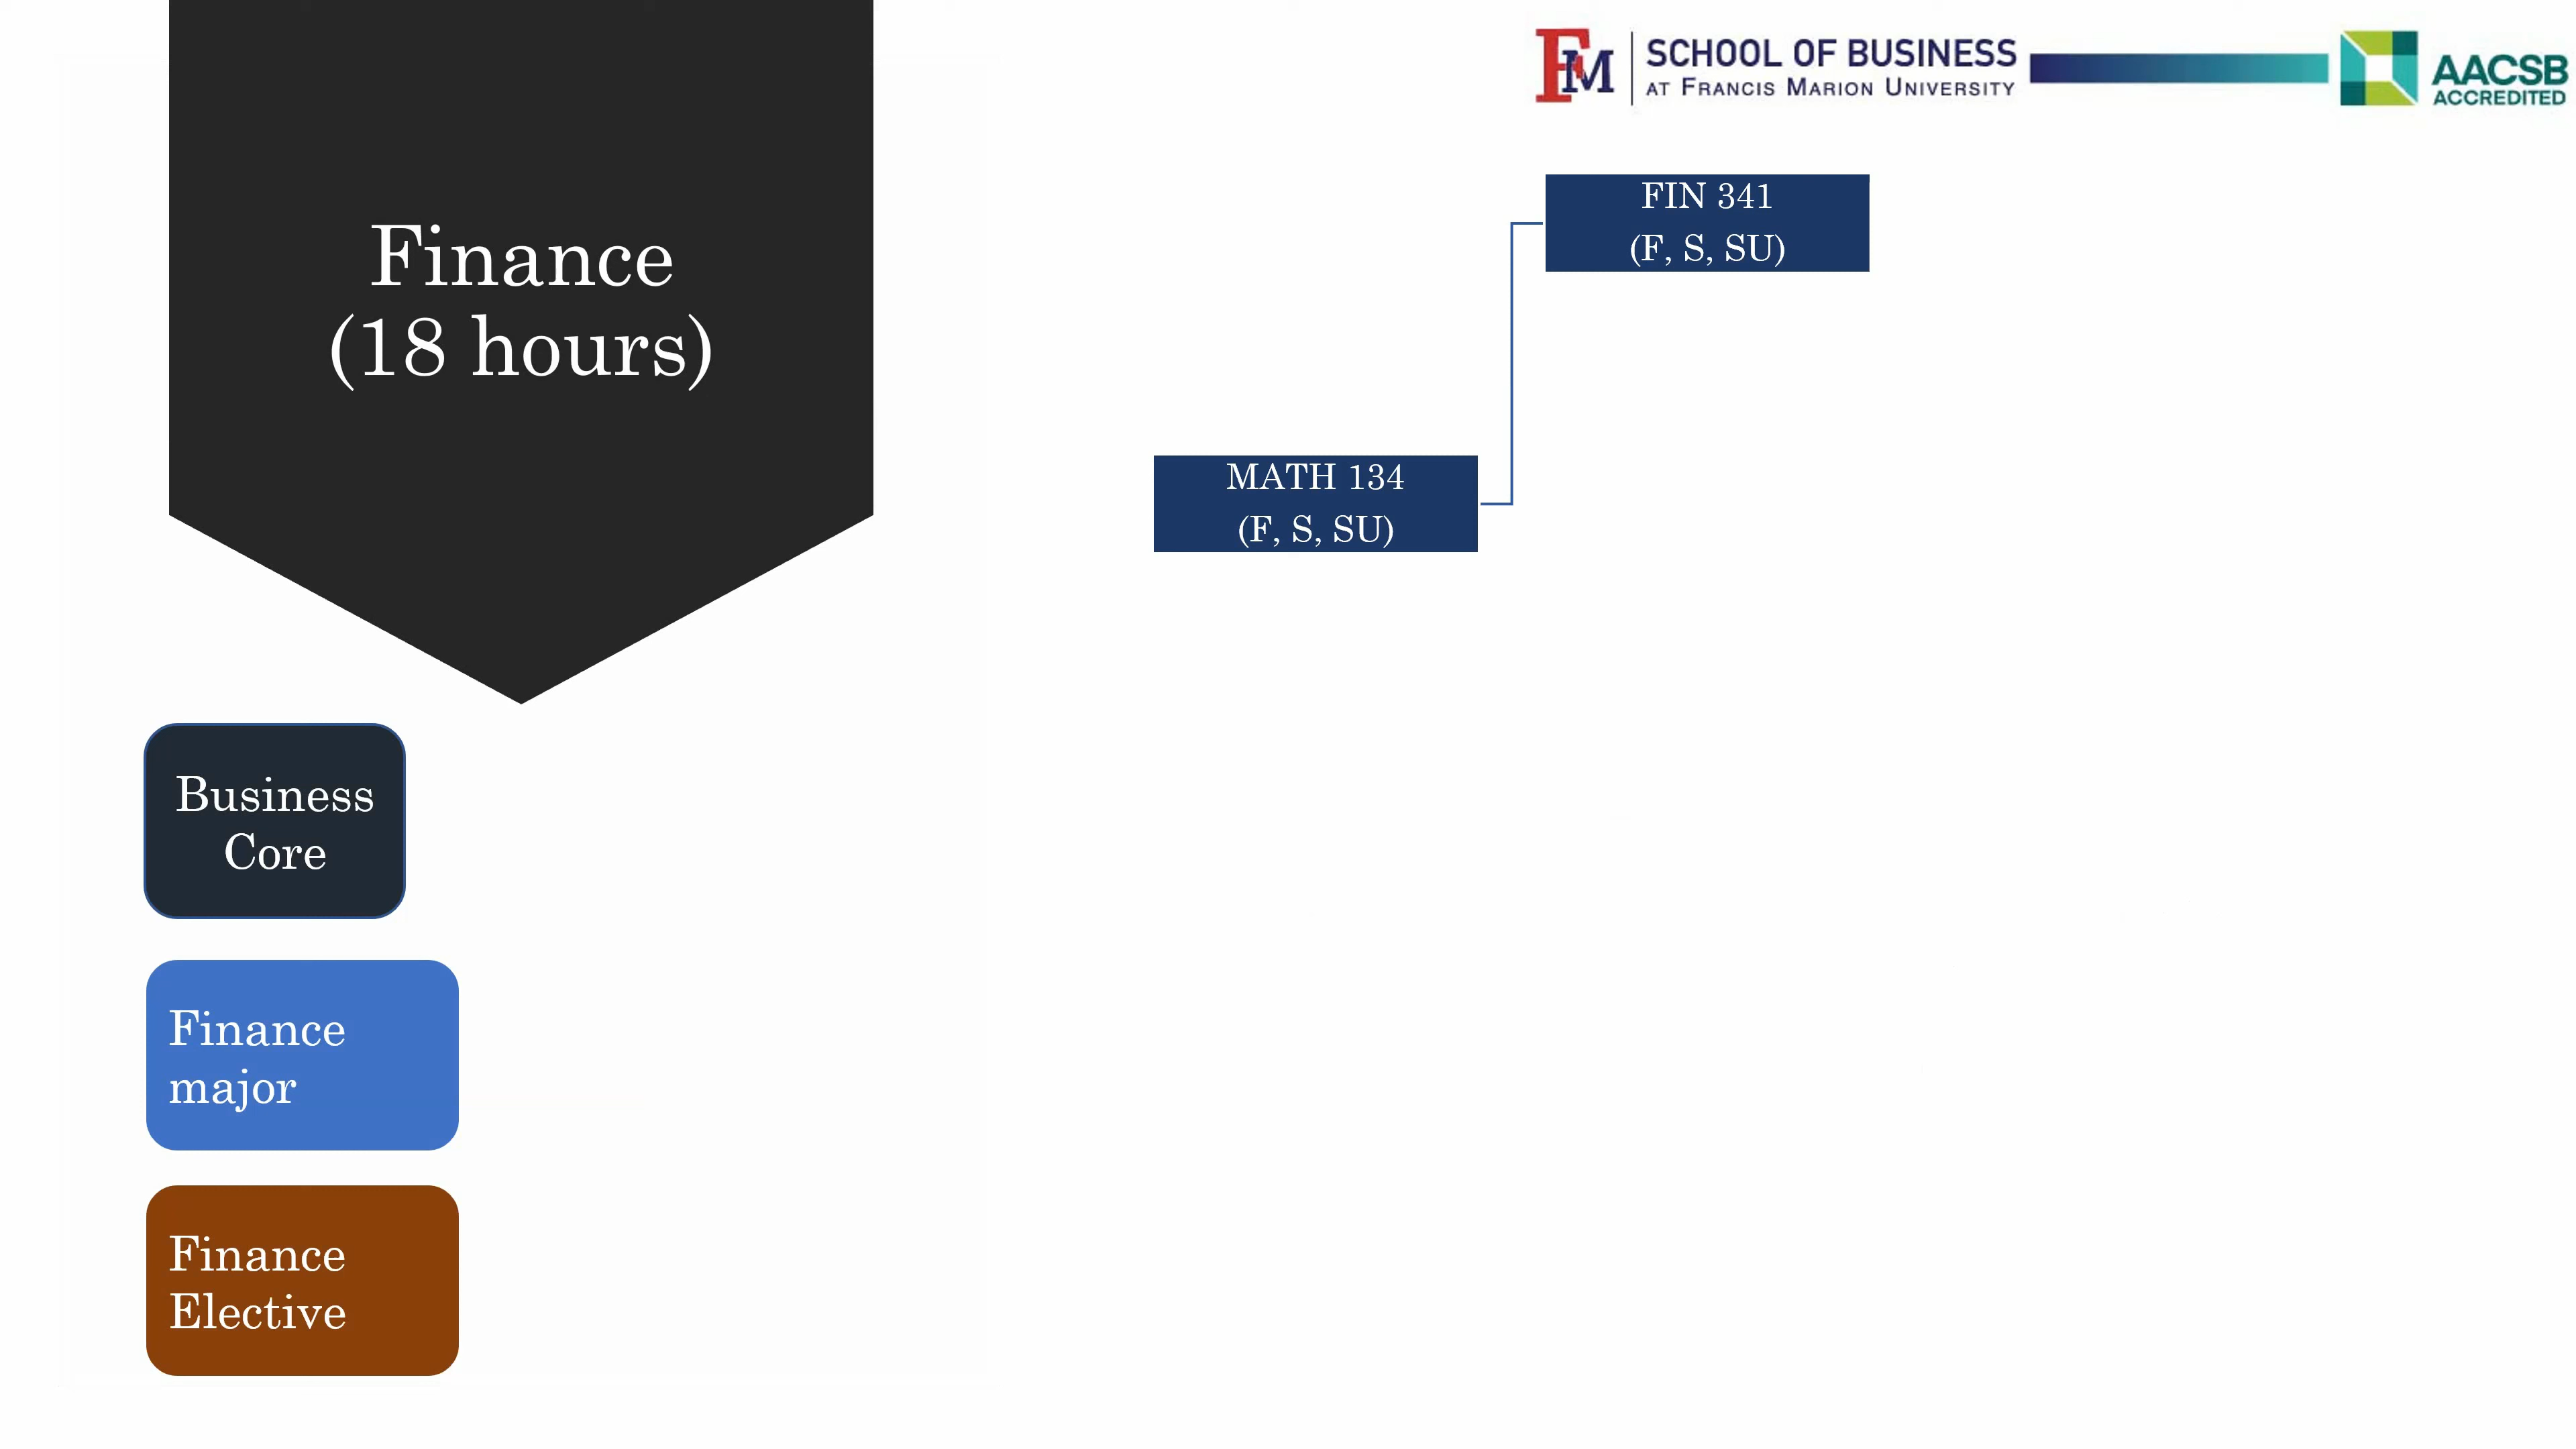 FM
SCHOOL OF BUSINESS
AT FRANCIS MARION UNIVERSITY
AACSB
ACCREDITED
Finance
(18 hours)
FIN 341
(F, S, SU)
MATH 134
(F, S, SU)
Business
Core
Finance
major
Finance
Elective